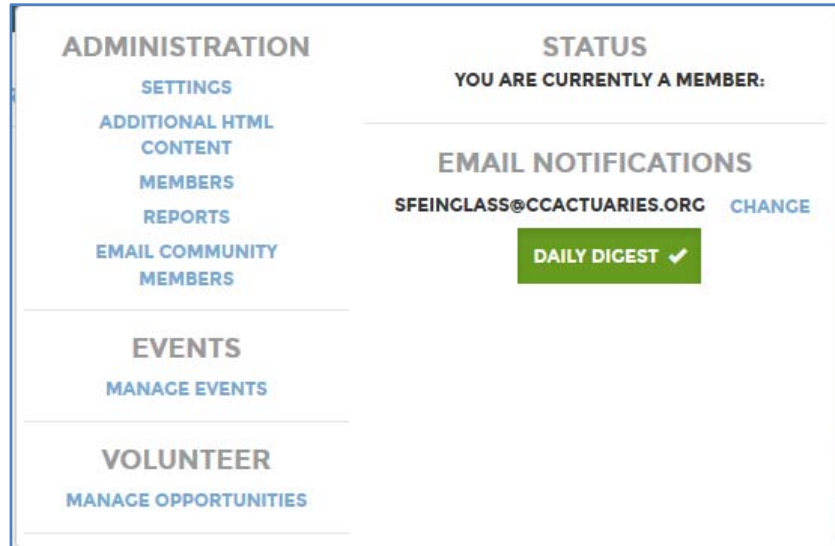 ADMINISTRATION
SETTINGS
ADDITIONAL HTML
CONTENT
MEMBERS
REPORTS
EMAIL COMMUNITY
MEMBERS
EVENTS
MANAGE EVENTS
VOLUNTEER
MANAGE OPPORTUNITIES
STATUS
YOU ARE CURRENTLY A MEMBER:
EMAIL NOTIFICATIONS
SFEINGLASS@CCACTUARIES.ORG CHANGE
DAILY DIGEST ✔